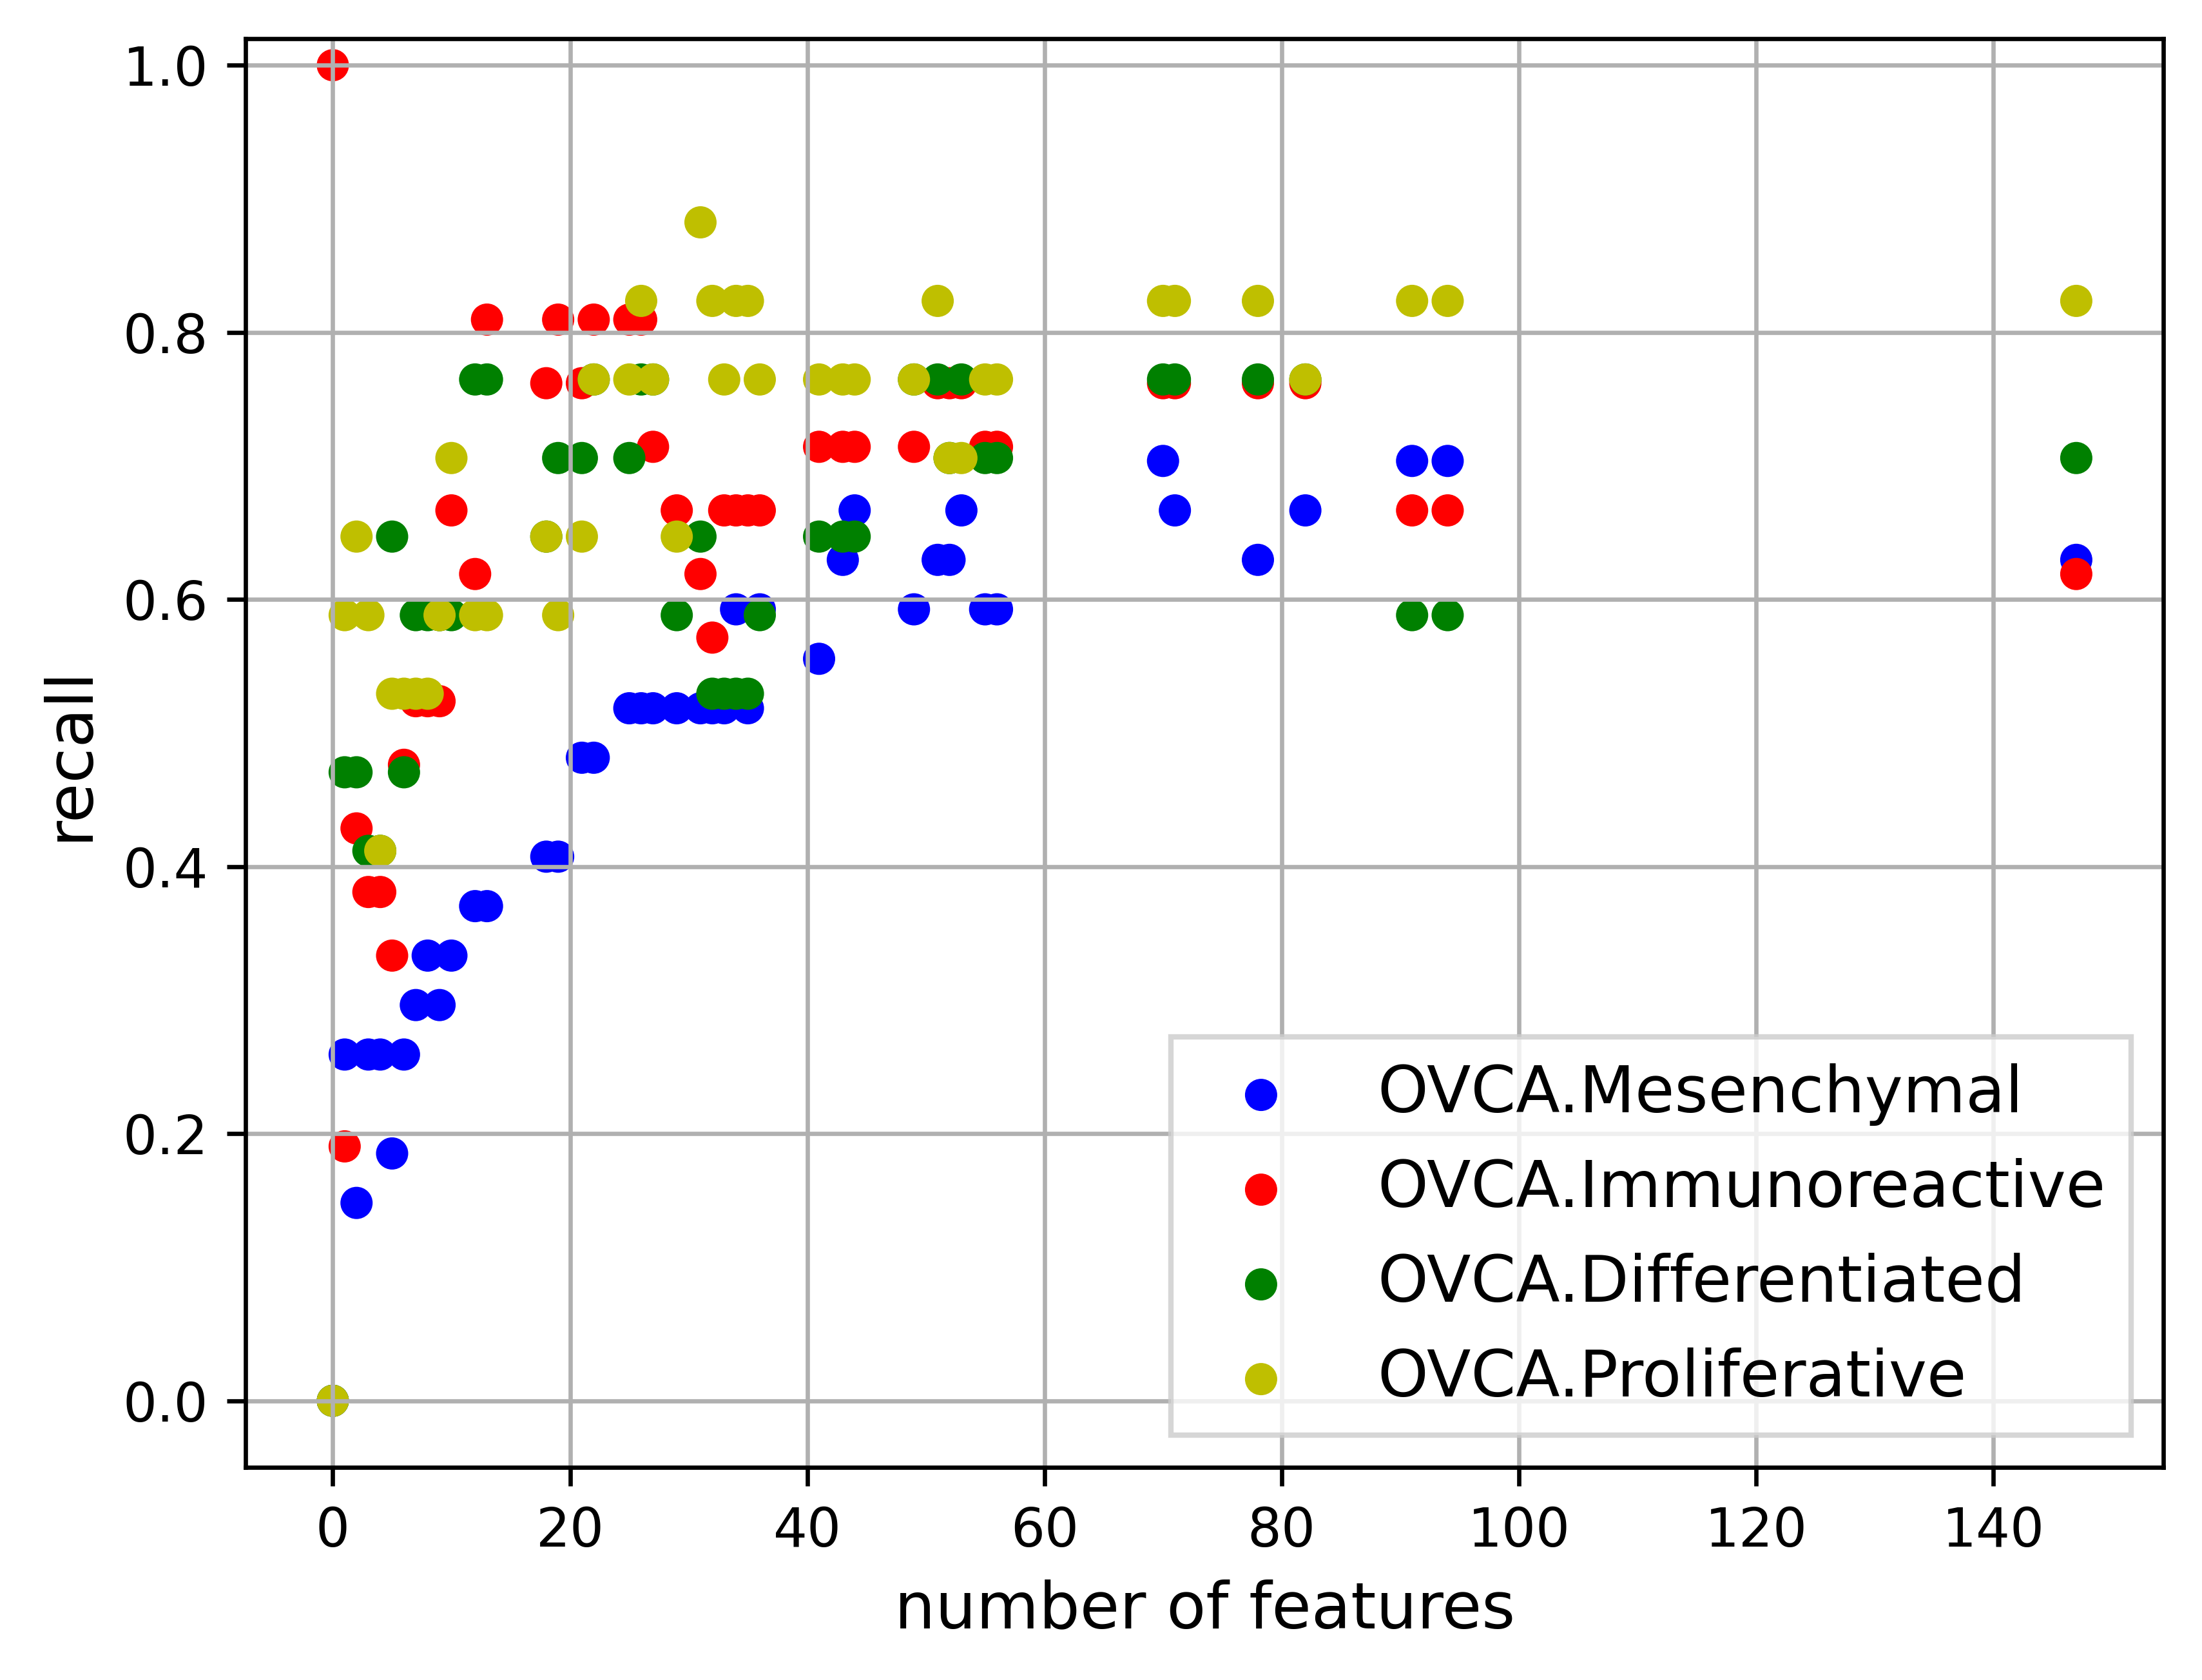 1.0
0.8
0.6
0.4
0.2
0.0
recall
0 20 40 60 80 100 120 140
number of features
OVCA.Mesenchymal
OVCA.Immunoreactive
OVCA.Differentiated
OVCA.Proliferative